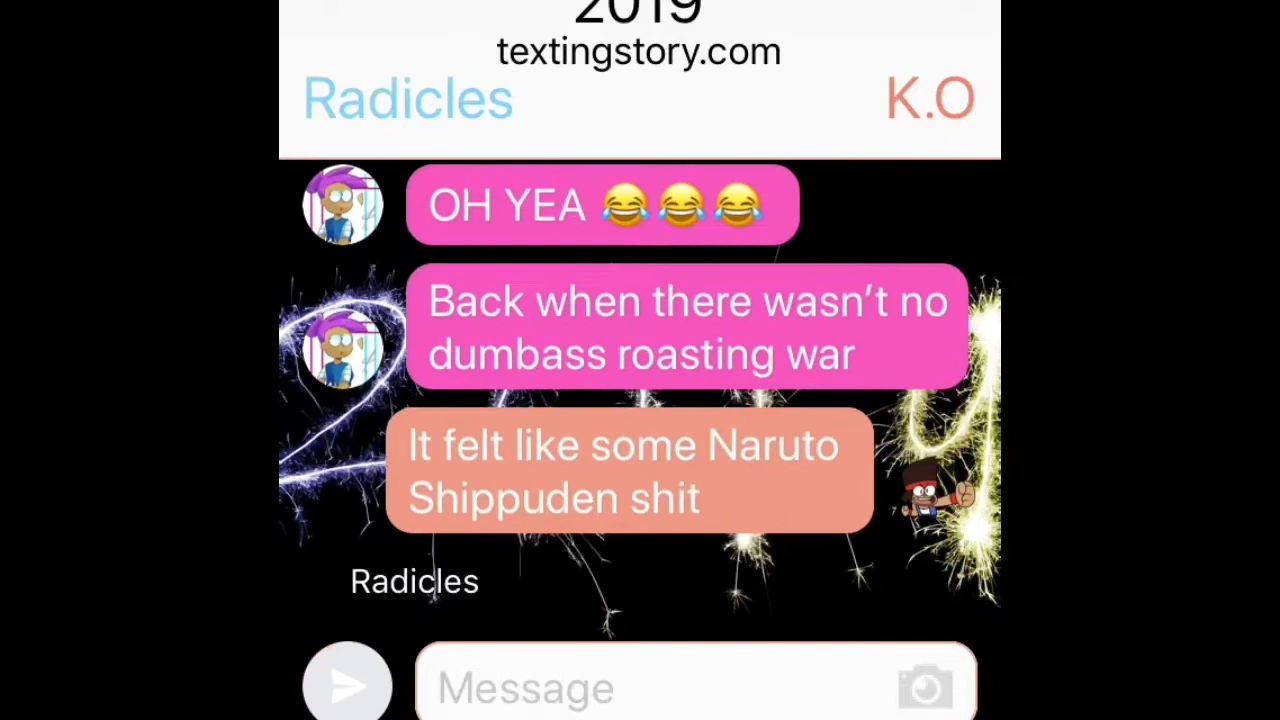 2019
textingstory.com
Radicles K.O
OH YEA 😂😂😂
Back when there wasn’t no
dumbass roasting war
It felt like some Naruto
Shippuden shit
Radicles
Message